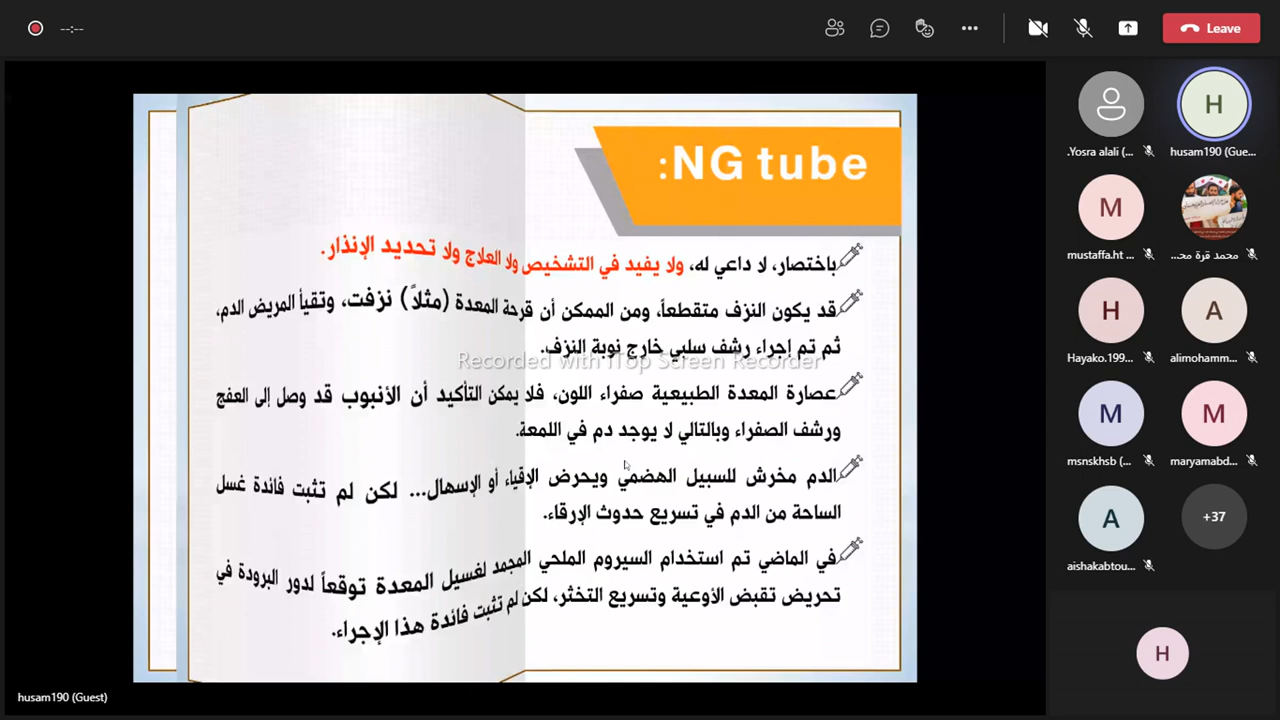 --:--
Leave
NG tube:
باختصار، لا داعي له، ولا يفيد في التشخيص ولا العلاج ولا تحديد الإنذار.
قد يكون النزف متقطعاً، ومن الممكن أن قرحة المعدة (مثلاً) نزفت، وتقيأ المريض الدم،
ثم تم إجراء رشف سلبي خارج نوبة النزف.
Recorded with iTop Screen Recorder
عصارة المعدة الطبيعية صفراء اللون، فلا يمكن التأكيد أن الأنبوب قد وصل إلى العفج
ورشف الصفراء وبالتالي لا يوجد دم في اللمعة.
الدم مخرش للسبيل الهضمي ويحرض الإقياء أو الإسهال... لكن لم تثبت فائدة غسل
الساحة من الدم في تسريع حدوث الإرقاء.
في الماضي تم استخدام السيروم الملحي المجمد لغسيل المعدة توقعاً لدور البرودة في
تحريض تقبض الأوعية وتسريع التخثر، لكن لم تثبت فائدة هذا الإجراء.
husam190 (Guest)
H
.Yosra alali (...
husam190 (Gue...
M
mustaffa.ht ...
محمد قرة محـ...
H
A
Hayako.199...
alimohamm...
M
M
msnskhsb (...
maryamabd...
A
+37
aishakabtou...
H